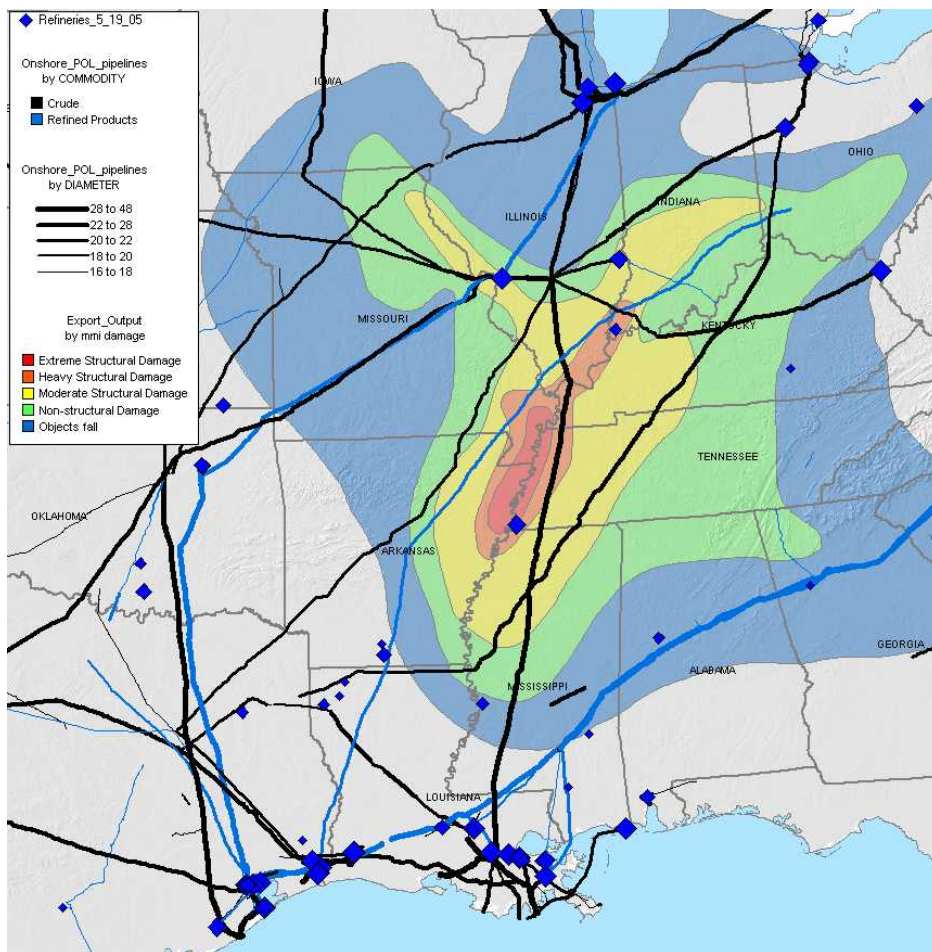 Refineries_5_19_05
Onshore_POL_pipelines
by COMMODITY
Crude
Refined Products
Onshore_POL_pipelines
by DIAMETER
28 to 48
22 to 28
20 to 22
18 to 20
16 to 18
Export_Output
by mmi damage
Extreme Structural Damage
Heavy Structural Damage
Moderate Structural Damage
Non-structural Damage
Objects fall
IOWA
OHIO
ILLINOIS
INDIANA
MISSOURI
KENTUCKY
TENNESSEE
OKLAHOMA
ARKANSAS
GEORGIA
ALABAMA
MISSISSIPPI
LOUISIANA